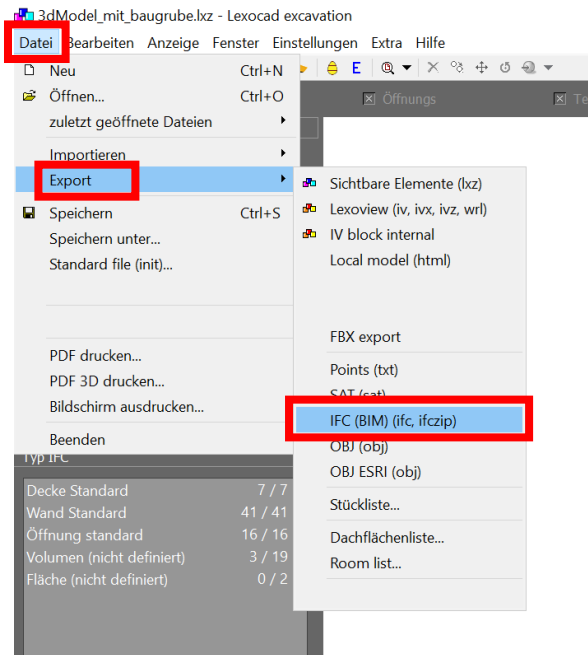 3dModel_mit_baugrube.lxz - Lexocad excavation
Datei Bearbeiten Anzeige Fenster Einstellungen Extra Hilfe
Neu Ctrl+N
E
Öffnen... Ctrl+O
Öffnungs
zuletzt geöffnete Dateien
Importieren
Export
Speichern Ctrl+S
Speichern unter...
Standard file (init)...
PDF drucken...
PDF 3D drucken...
Bildschirm ausdrucken...
Beenden
Sichtbare Elemente (lxz)
Lexoview (iv, ivx, ivz, wrl)
IV block internal
Local model (html)
FBX export
Points (txt)
SAT (sat)
IFC (BIM) (ifc, ifczip)
OBJ (obj)
OBJ ESRI (obj)
Stückliste...
Dachflächenliste...
Room list...
Typ IFC
Decke Standard 7 / 7
Wand Standard 41 / 41
Öffnung standard 16 / 16
Volumen (nicht definiert) 3 / 19
Fläche (nicht definiert) 0 / 2